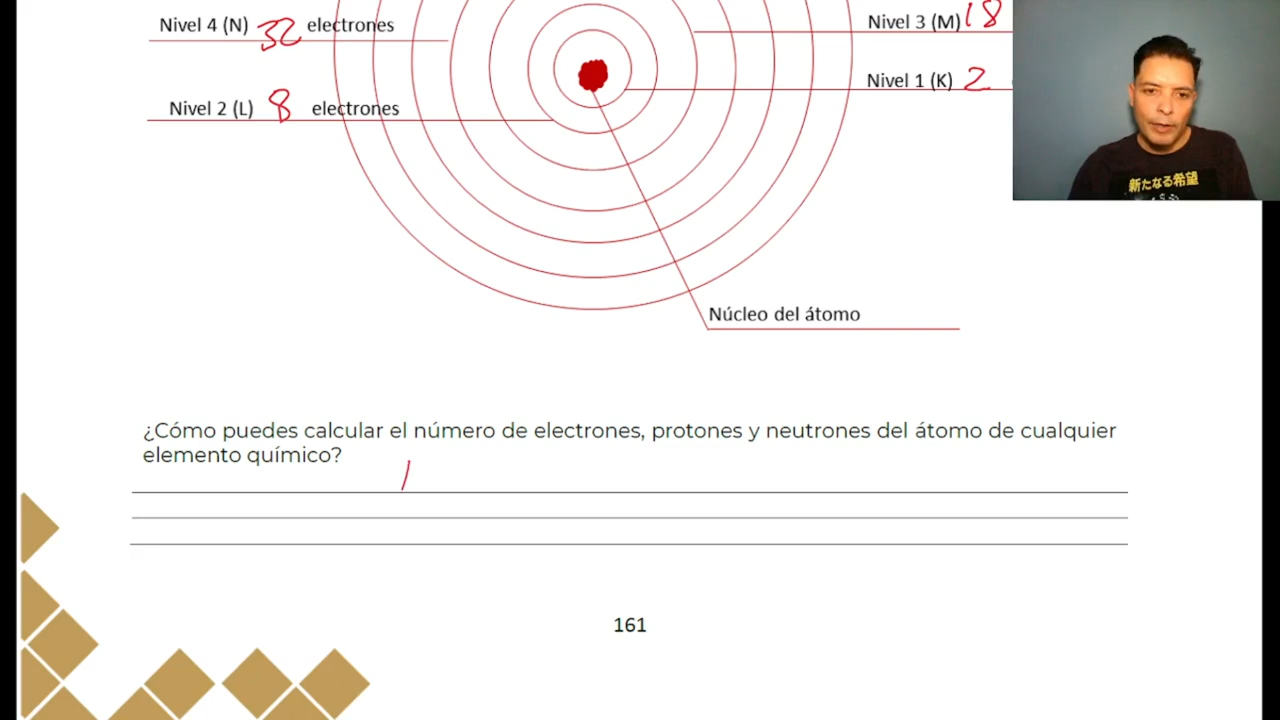 Nivel 4 (N) 32 electrones
Nivel 3 (M) 18
Nivel 1 (K) 2
Nivel 2 (L) 8 electrones
新たなる希望
Núcleo del átomo
¿Cómo puedes calcular el número de electrones, protones y neutrones del átomo de cualquier
elemento químico?
161